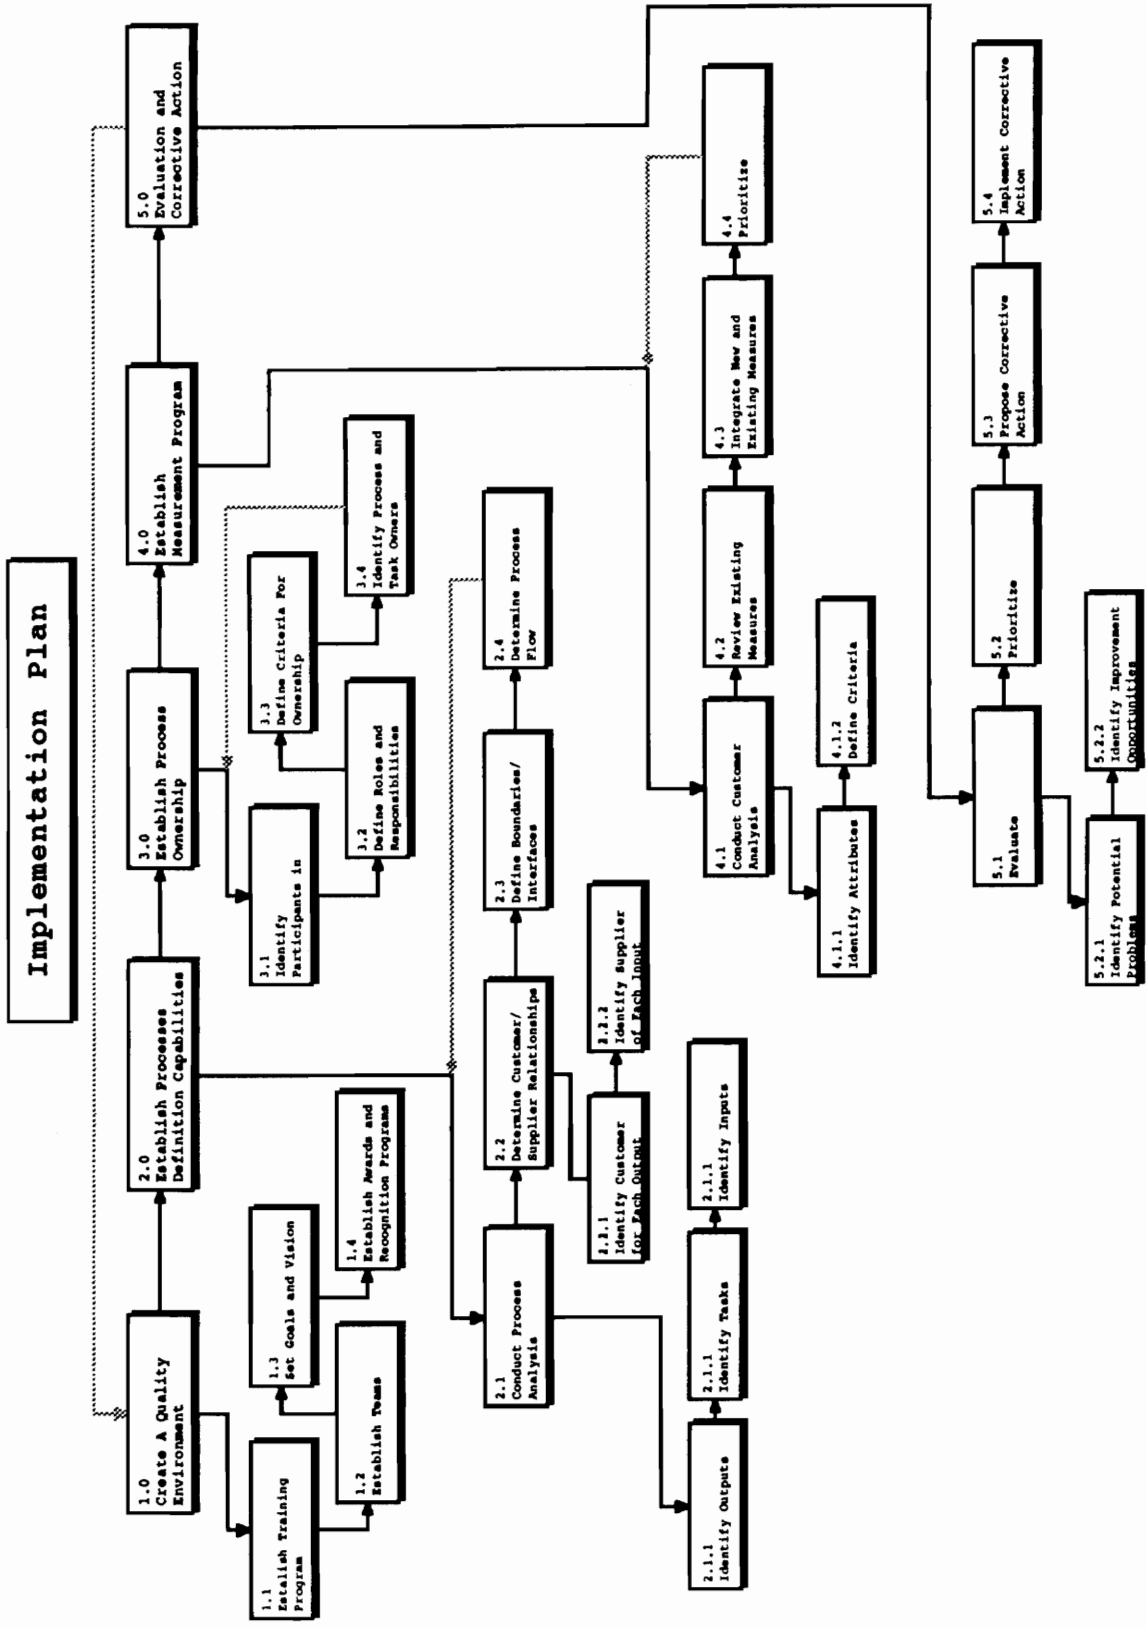 Implementation Plan
1.0
Create A Quality
Environment
2.0
Establish Processes
Definition Capabilities
3.0
Establish Process
Ownership
4.0
Establish
Measurement Program
5.0
Evaluation and
Corrective Action
1.1
Estalish Training
Program
1.2
Establish Teams
1.3
Set Goals and Vision
1.4
Establish Awards and
Recognition Programs
3.1
Identify
Participants in
3.2
Define Roles and
Responsibilities
3.3
Define Criteria For
Ownership
3.4
Identify Process and
Task Owners
2.1
Conduct Process
Analysis
2.2
Determine Customer/
Supplier Relationships
2.3
Define Boundaries/
Interfaces
2.4
Determine Process
Flow
2.2.1
Identify Customer
for Each Output
2.2.2
Identify Supplier
of Each Input
2.1.1
Identify Outputs
2.1.1
Identify Tasks
2.1.1
Identify Inputs
4.1
Conduct Customer
Analysis
4.2
Review Existing
Measures
4.3
Integrate New and
Existing Measures
4.4
Prioritize
4.1.1
Identify Attributes
4.1.2
Define Criteria
5.1
Evaluate
5.2
Prioritize
5.3
Propose Corrective
Action
5.4
Implement Corrective
Action
5.2.1
Identify Potential
Problems
5.2.2
Identify Improvement
Opportunities